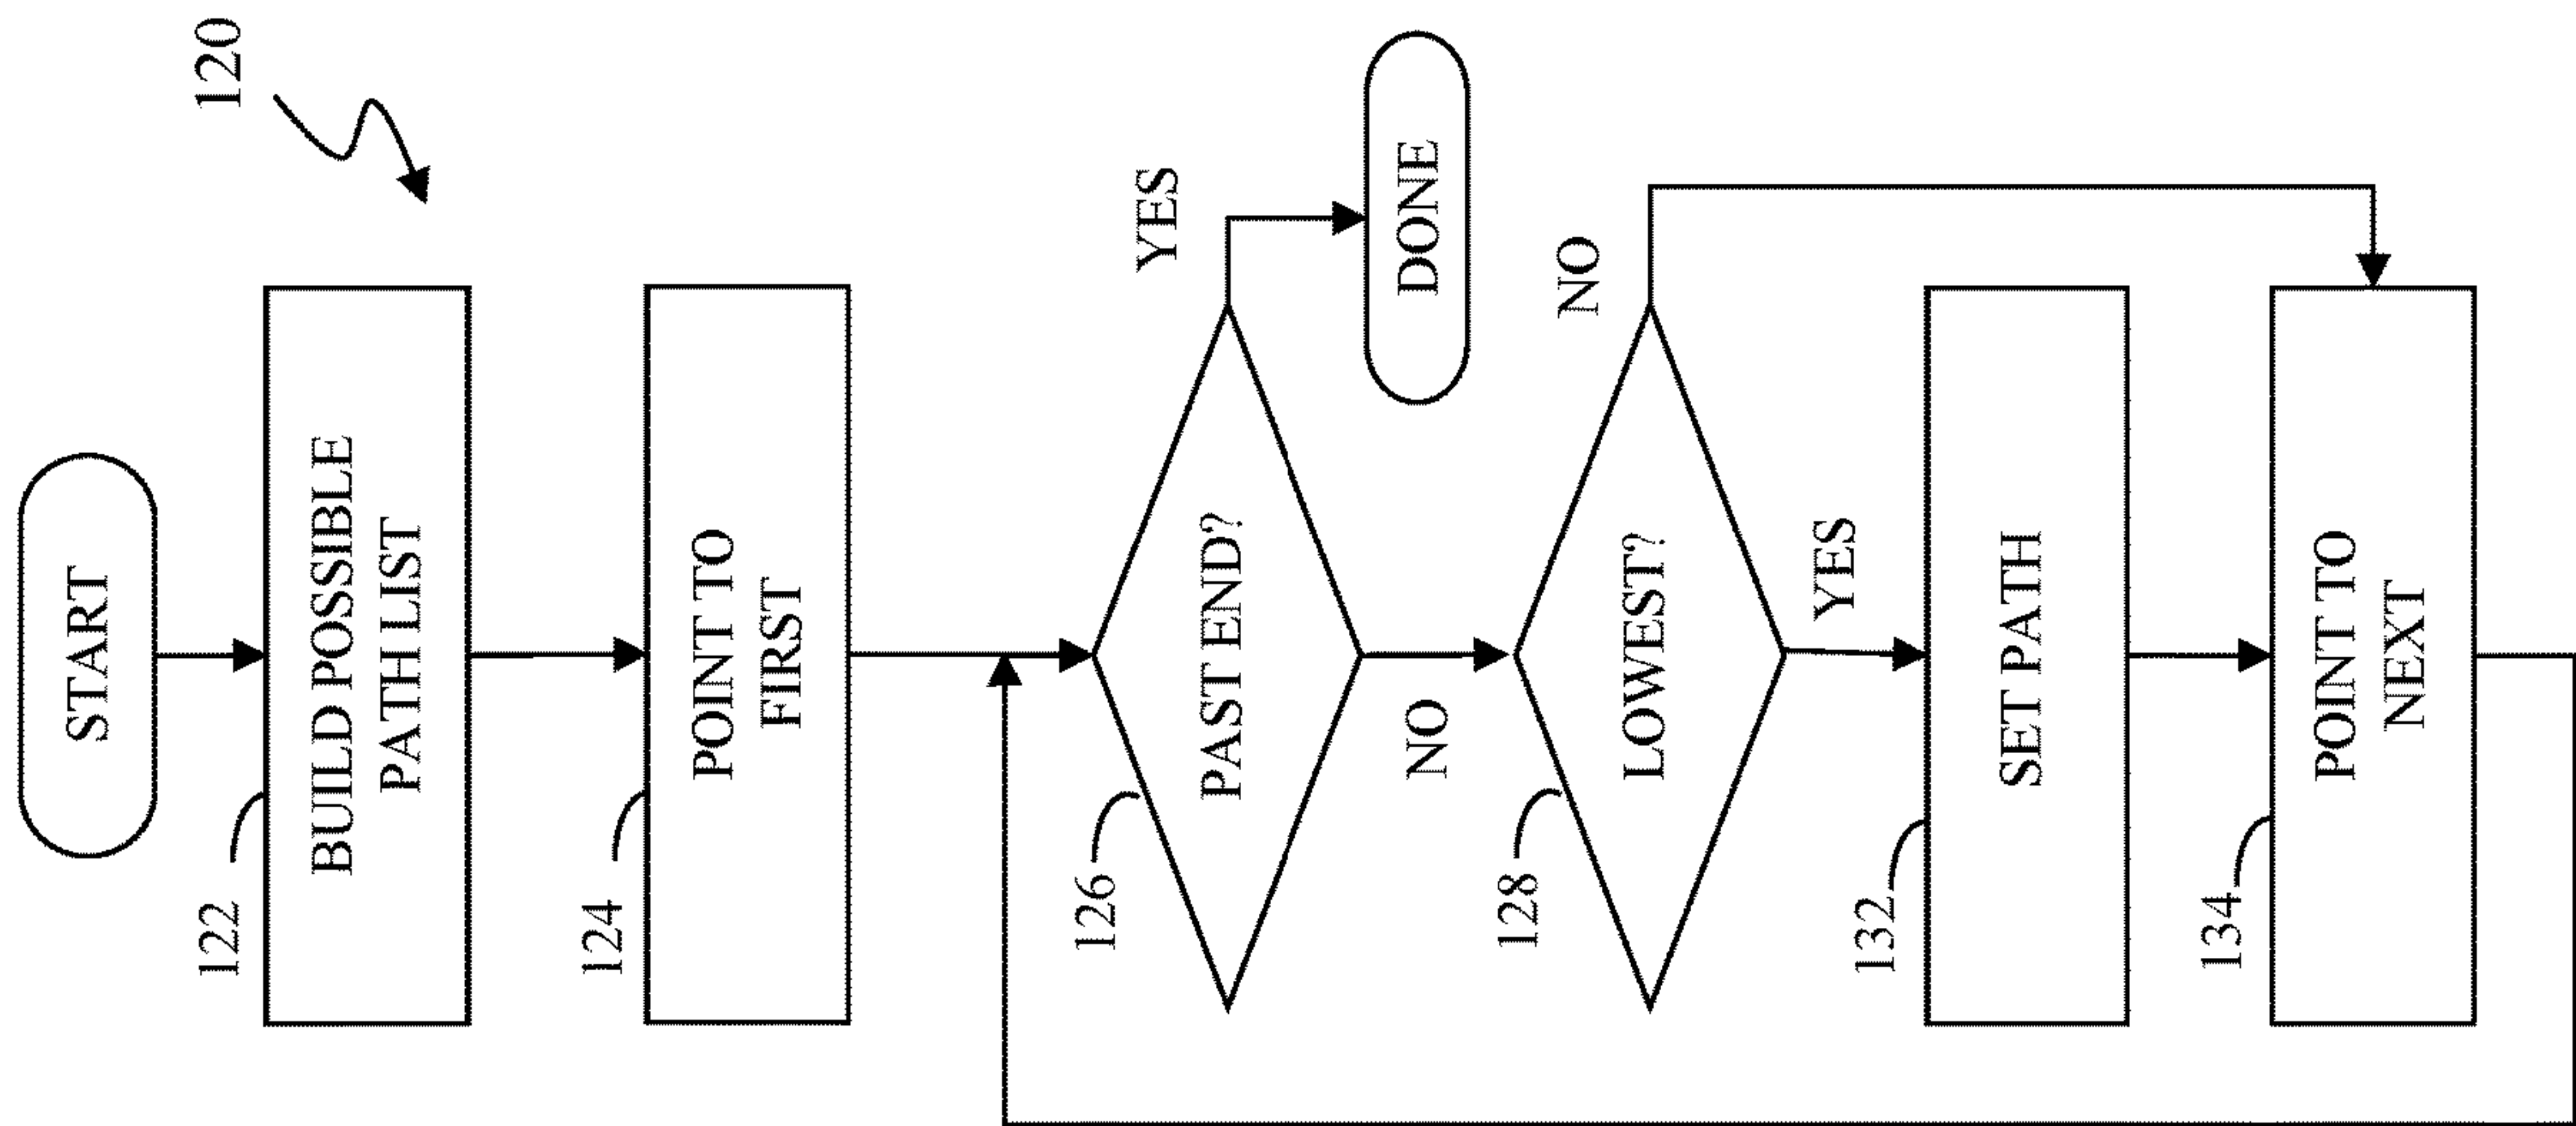 120
START
122
BUILD POSSIBLE
PATH LIST
124
POINT TO
FIRST
126
PAST END?
YES
DONE
NO
128
LOWEST?
NO
YES
132
SET PATH
134
POINT TO
NEXT